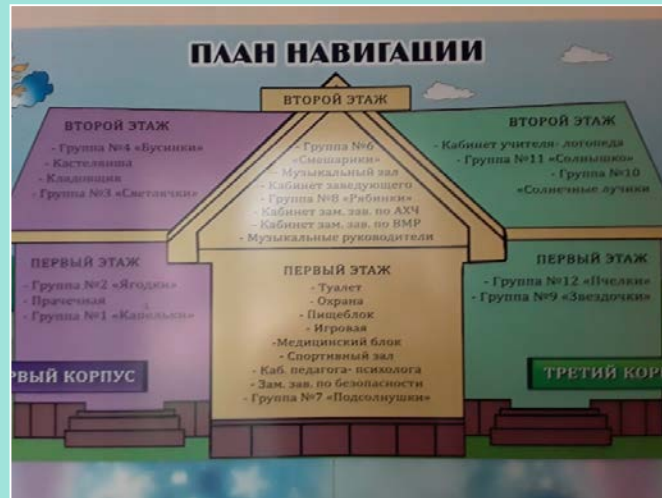 ПЛАН НАВИГАЦИИ
ВТОРОЙ ЭТАЖ
- Группа №4 «Бусинки»
- Кастелянша
- Кладовщик
- Группа №3 «Светлячки»
ПЕРВЫЙ ЭТАЖ
- Группа №2 «Ягодки»
- Прачечная
- Группа №1 «Капельки»
РВЫЙ КОРПУС
ВТОРОЙ ЭТАЖ
- Группа №6
«Смешарики»
- Музыкальный зал
- Кабинет заведующего
- Группа №8 «Рябинки»
- Кабинет зам. зав. по АХЧ
- Кабинет зам. зав. по ВМР
- Музыкальные руководители
ПЕРВЫЙ ЭТАЖ
- Туалет
- Охрана
- Пищеблок
- Игровая
-Медицинский блок
- Спортивный зал
- Каб. педагога- психолога
- Зам. зав. по безопасности
- Группа №7 «Подсолнушки»
ВТОРОЙ ЭТАЖ
- Кабинет учителя- логопеда
- Группа №11 «Солнышко»
- Группа №10
«Солнечные лучики
ПЕРВЫЙ ЭТАЖ
- Группа №12 «Пчелки»
- Группа №9 «Звездочки»
ТРЕТИЙ КОР